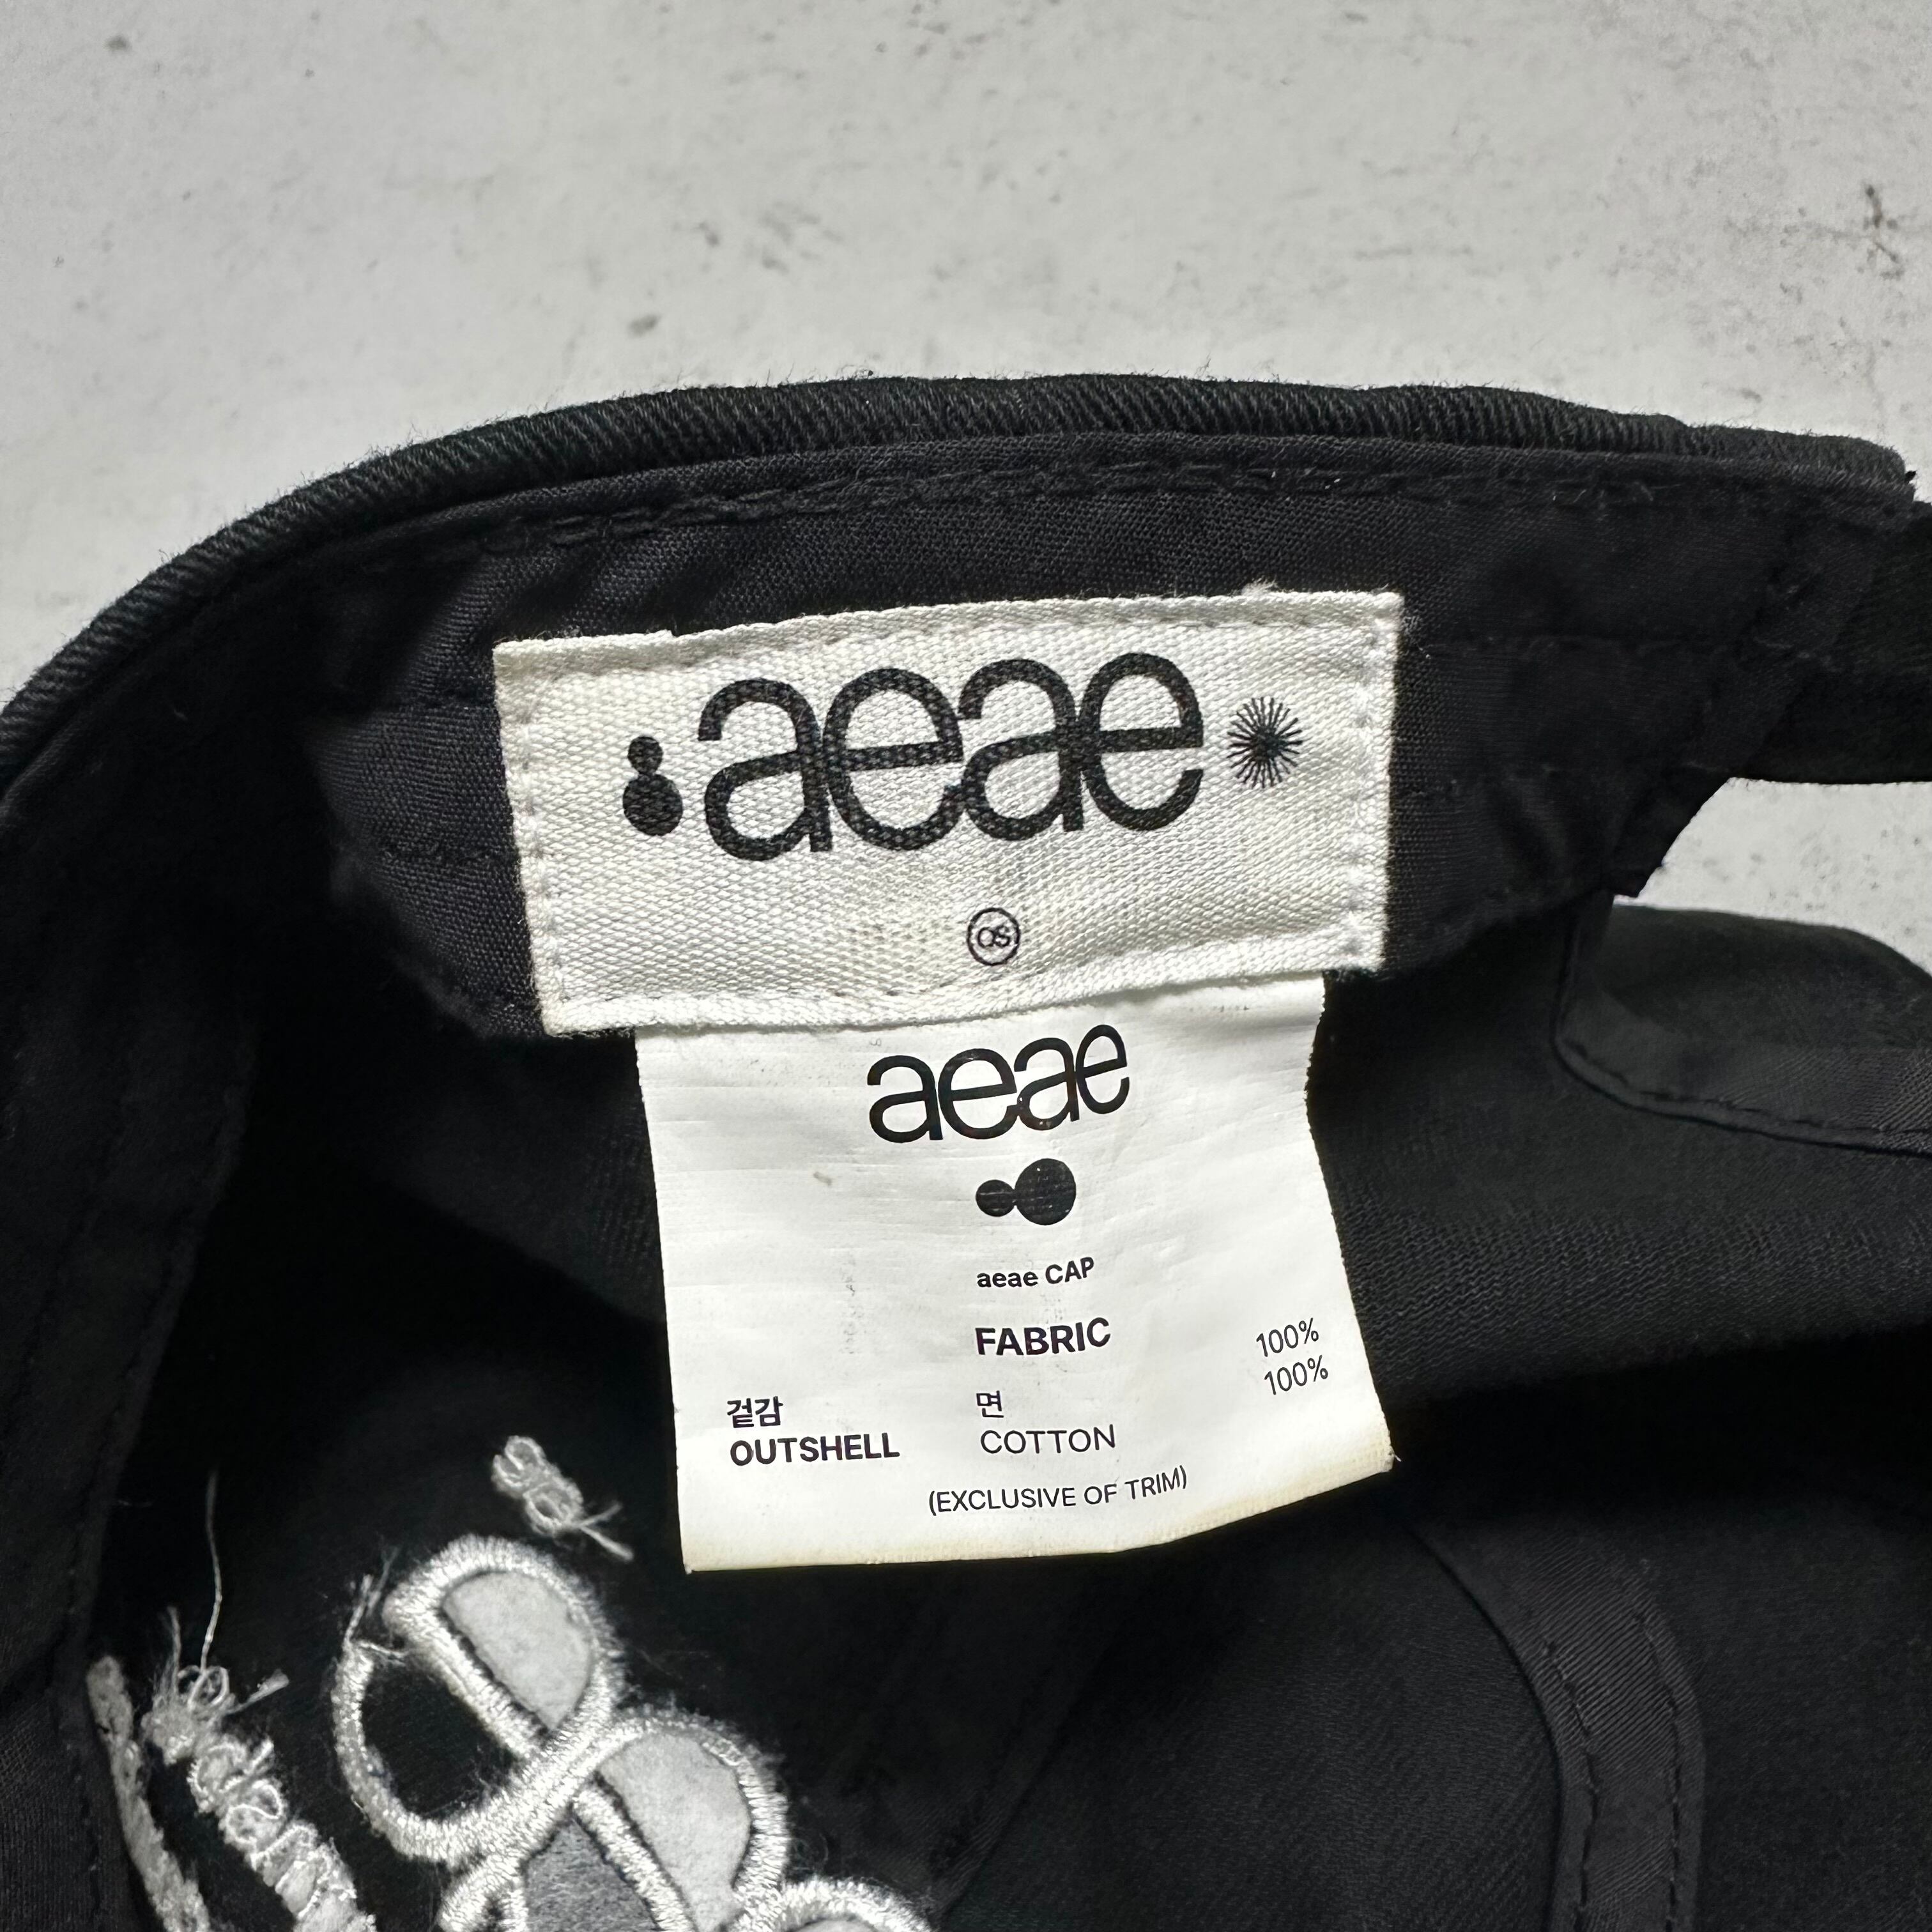 aeae
OS
aeae
aeae CAP
FABRIC
100%
100%
겉감 면
OUTSHELL COTTON
(EXCLUSIVE OF TRIM)